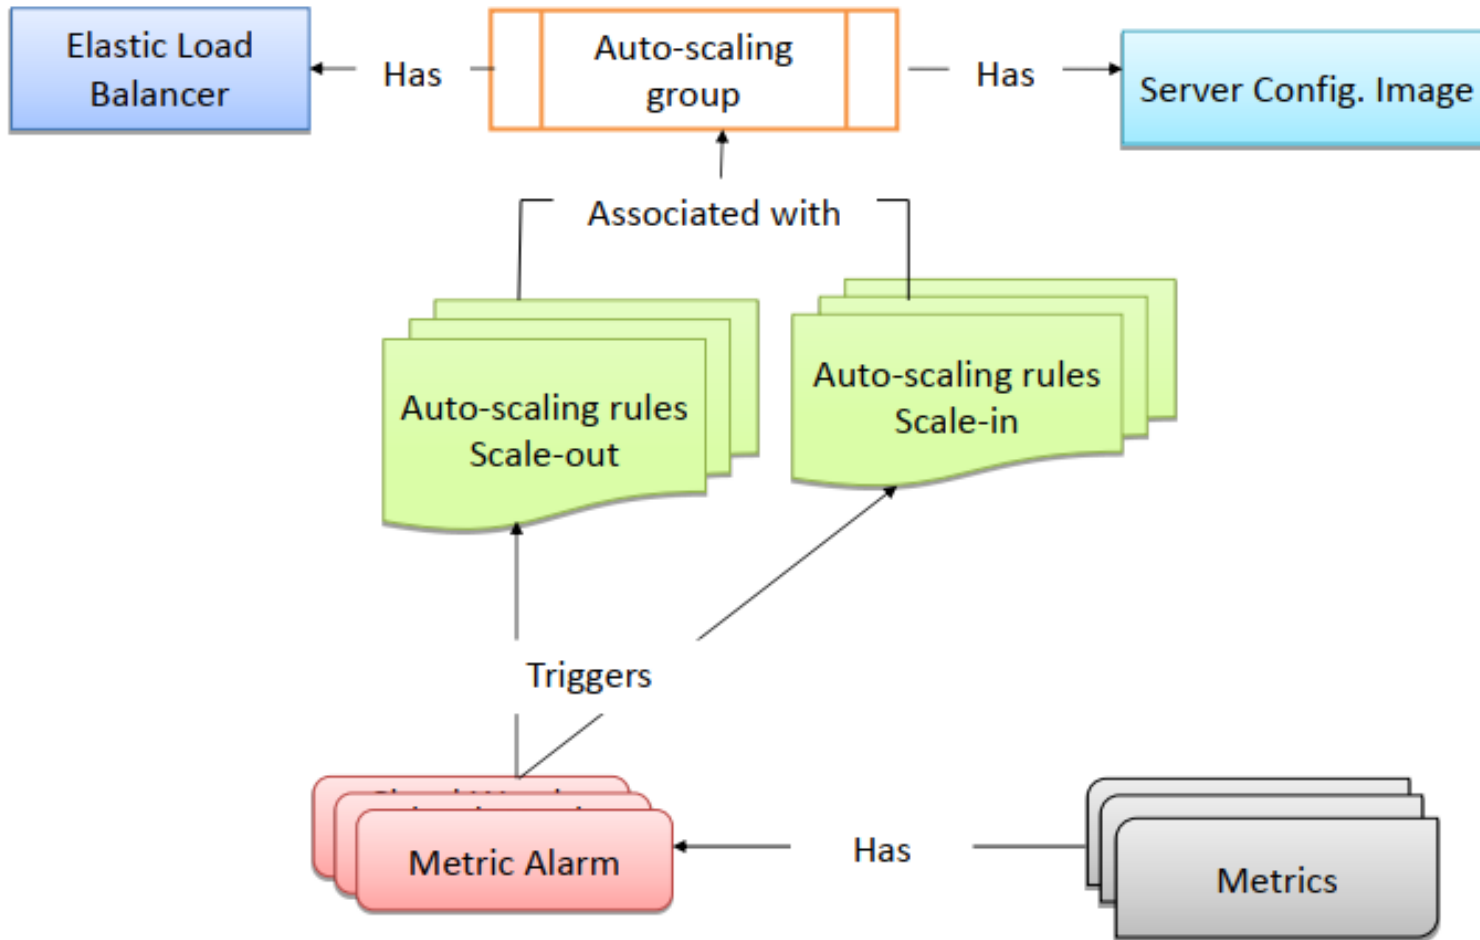 Elastic Load
Balancer
Has
Auto-scaling
group
Has
Server Config. Image
Associated with
Auto-scaling rules
Scale-out
Auto-scaling rules
Scale-in
Triggers
Metric Alarm
Has
Metrics